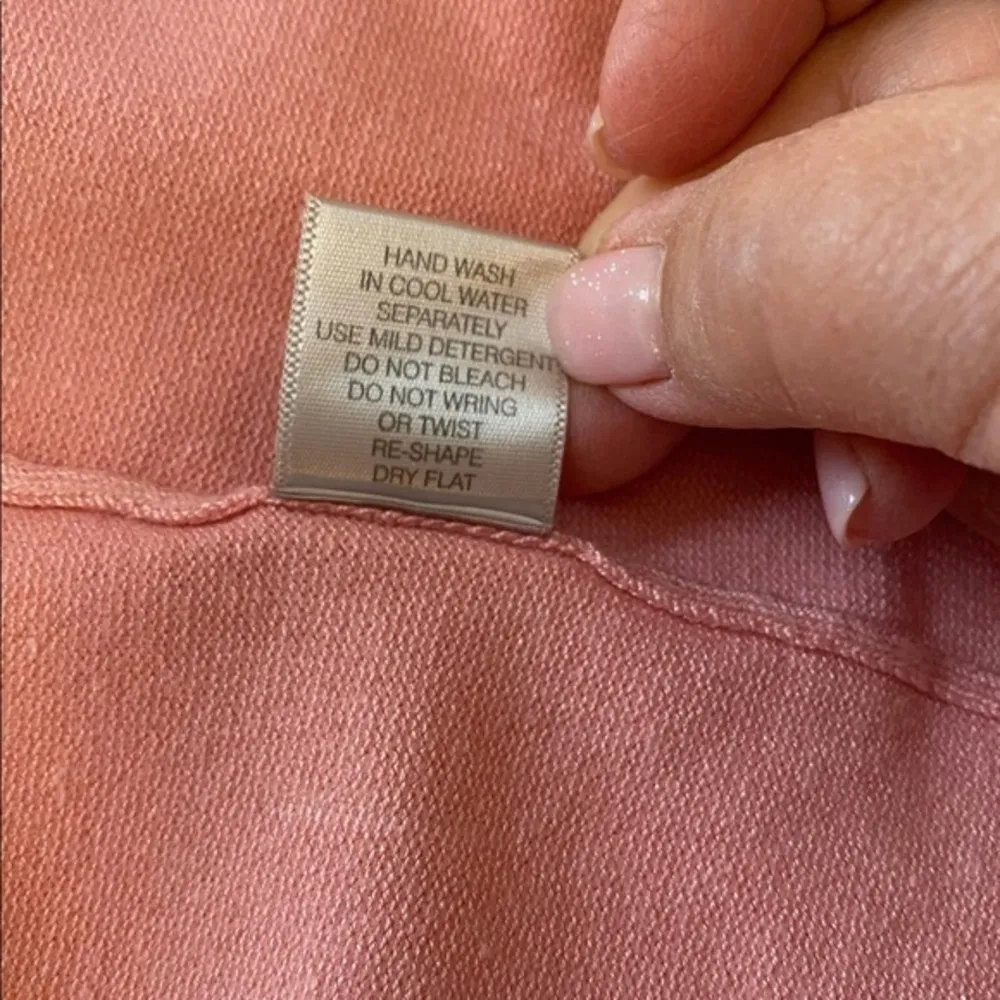 HAND WASH
IN COOL WATER
SEPARATELY
USE MILD DETERGENT
DO NOT BLEACH
DO NOT WRING
OR TWIST
RE-SHAPE
DRY FLAT